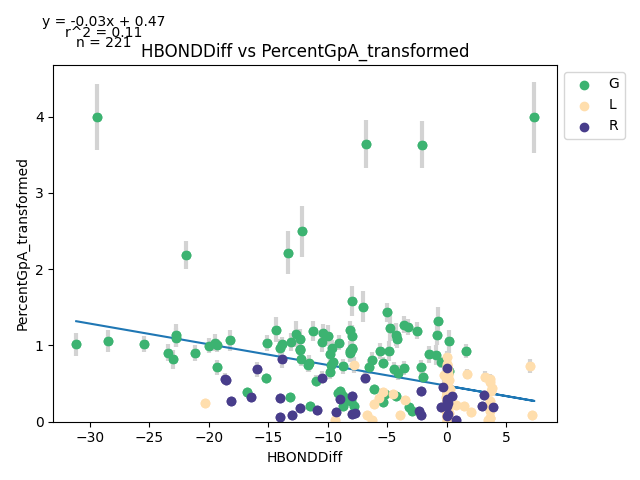 y = -0.03x + 0.47
r^2 = 0.11
n = 221
HBONDDiff vs PercentGpA_transformed
G
L
R
PercentGpA_transformed
4
3
2
1
0
−30
−25
−20
−15
−10
−5
0
5
HBONDDiff